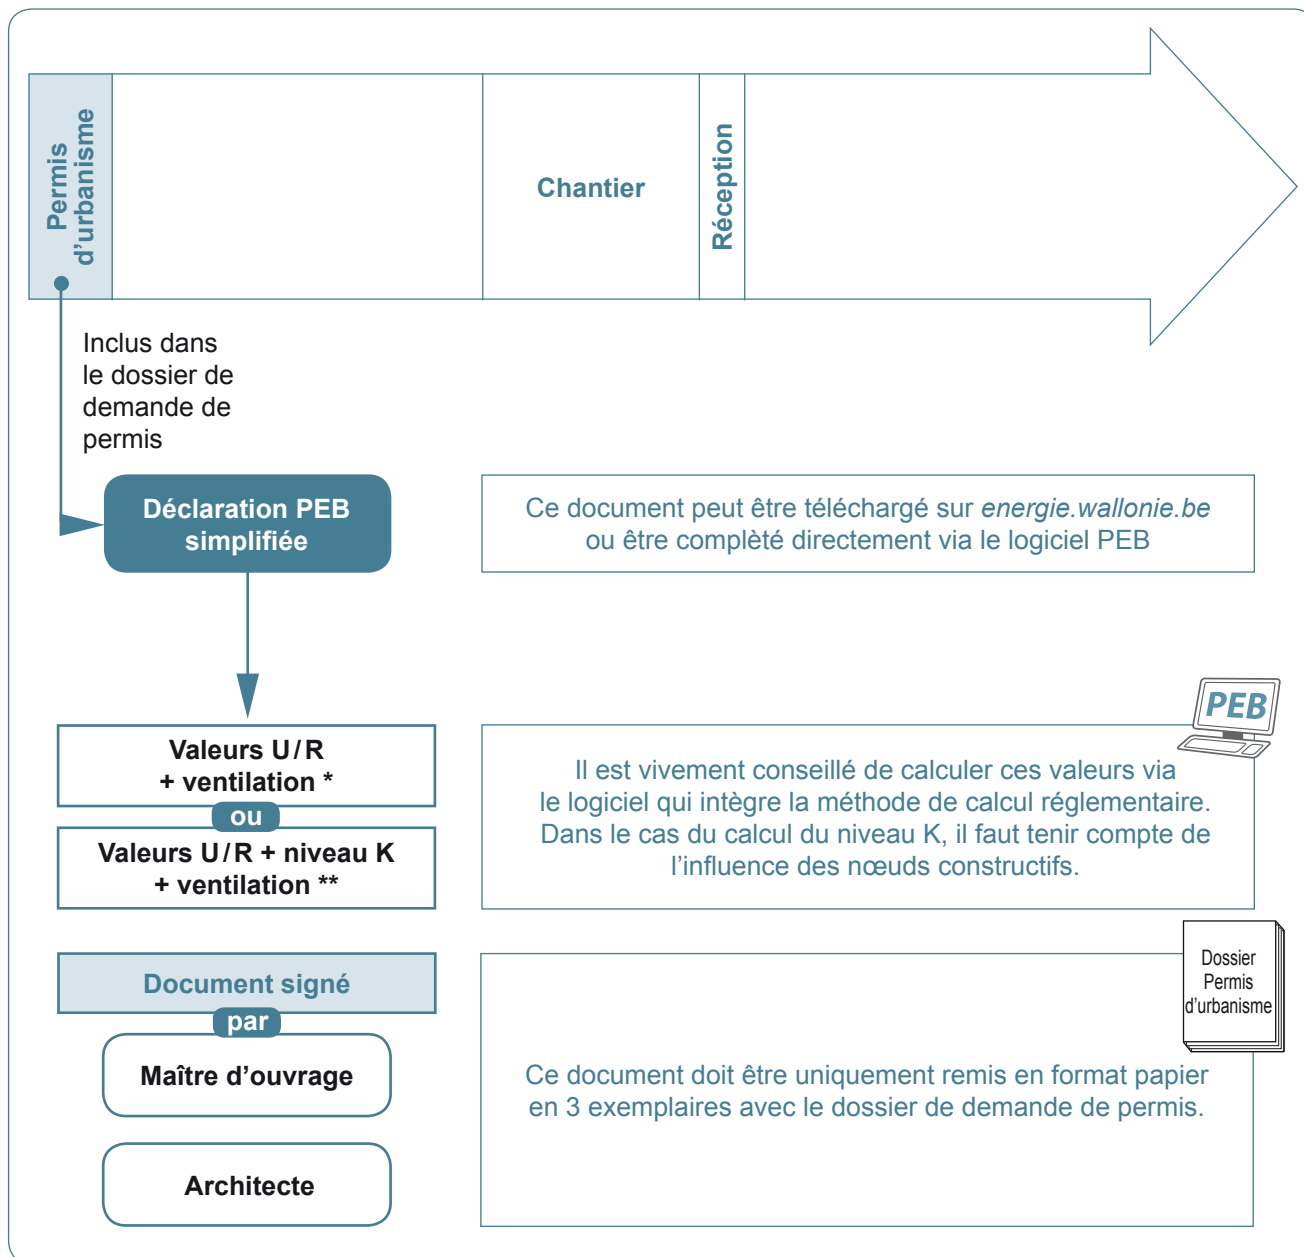 Permis
d'urbanisme
Chantier
Réception
Inclus dans
le dossier de
demande de
permis
Déclaration PEB
simplifiée
Ce document peut être téléchargé sur energie.wallonie.be
ou être complèté directement via le logiciel PEB
PEB
Valeurs U/R
+ ventilation *
ou
Valeurs U/R + niveau K
+ ventilation **
Il est vivement conseillé de calculer ces valeurs via
le logiciel qui intègre la méthode de calcul réglementaire.
Dans le cas du calcul du niveau K, il faut tenir compte de
l'influence des nœuds constructifs.
Document signé
par
Maître d'ouvrage
Architecte
Dossier
Permis
d'urbanisme
Ce document doit être uniquement remis en format papier
en 3 exemplaires avec le dossier de demande de permis.